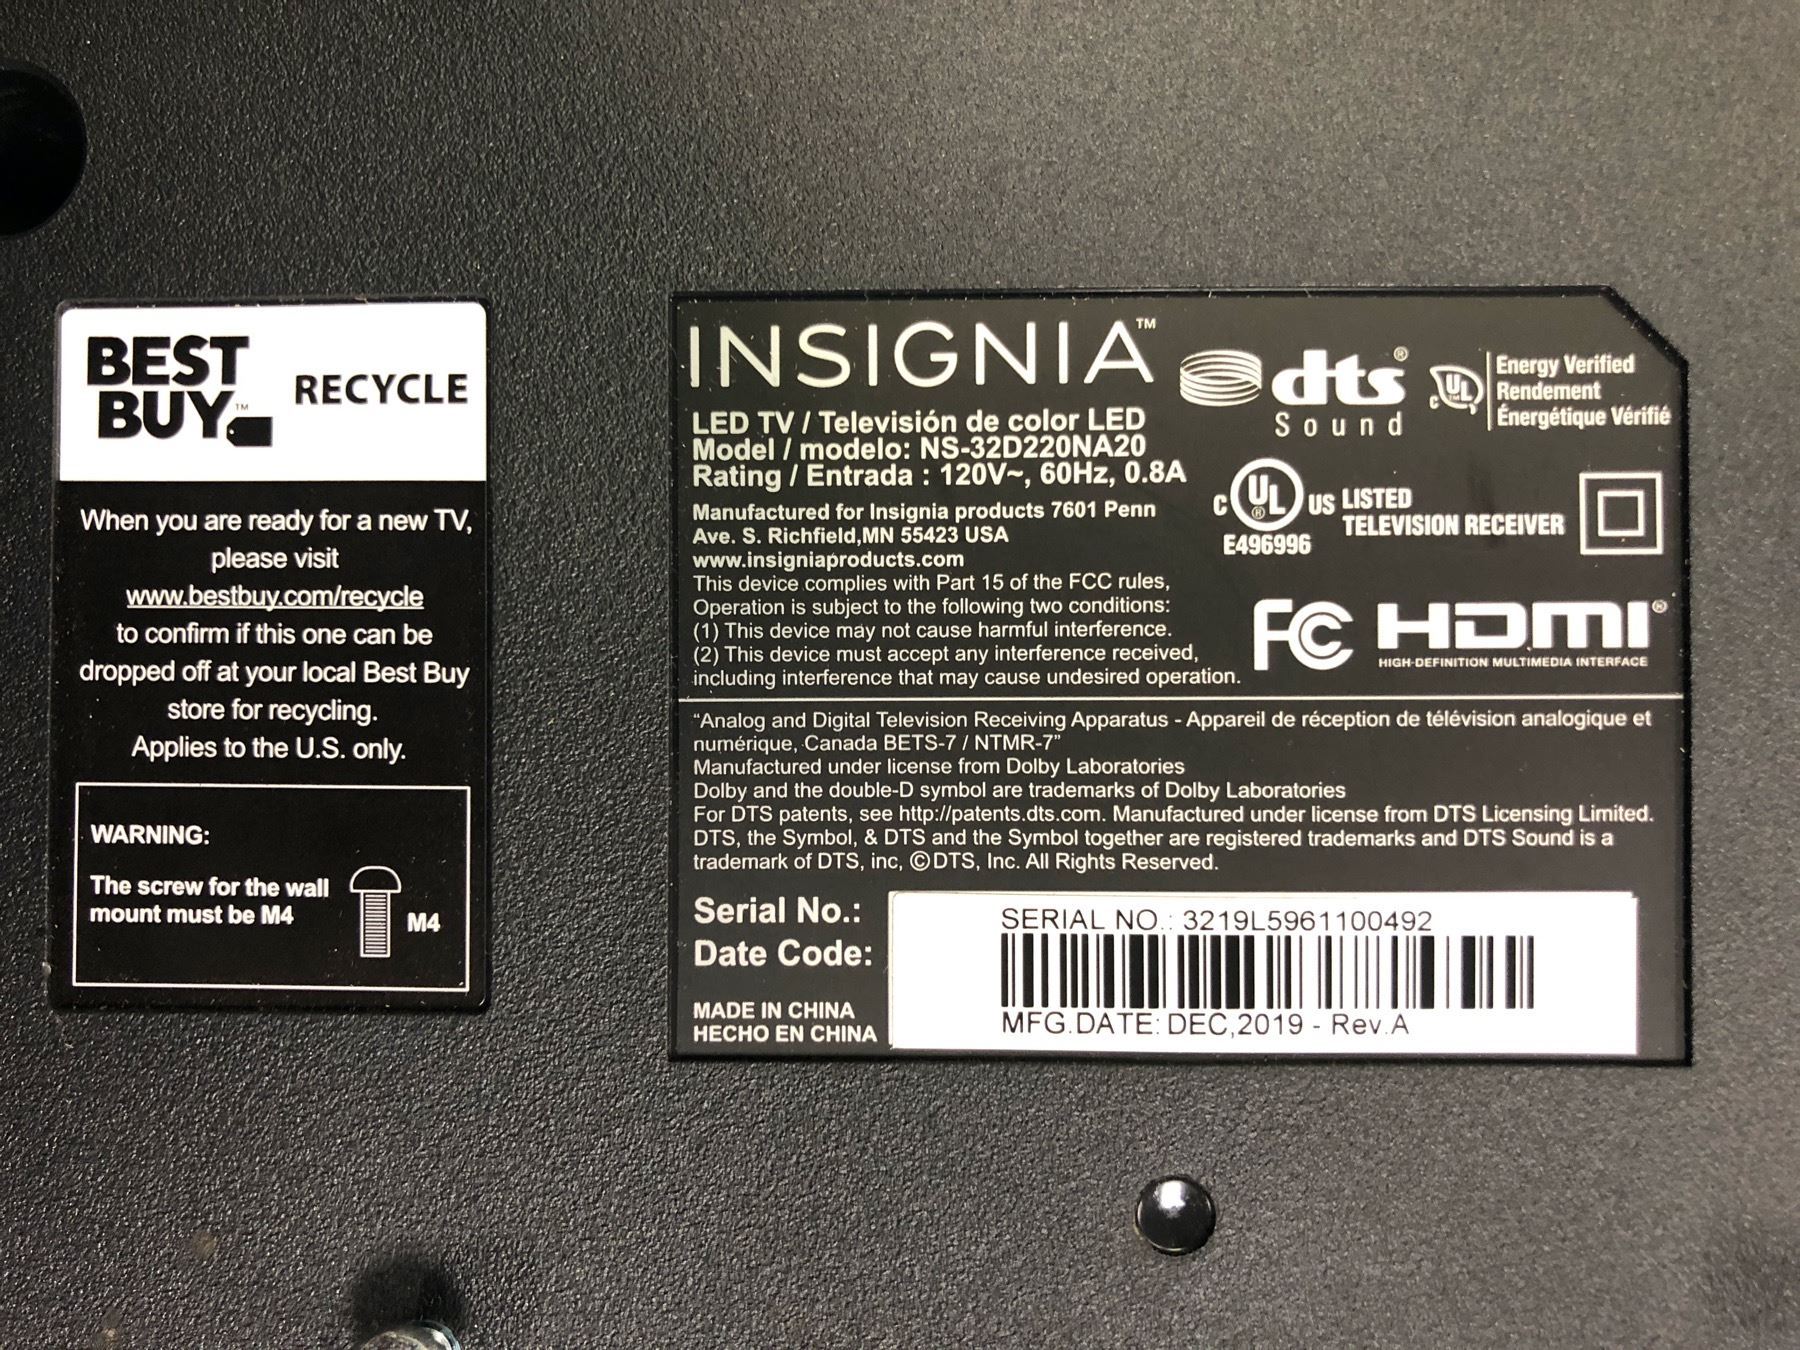 BEST
BUY™
RECYCLE
When you are ready for a new TV,
please visit
www.bestbuy.com/recycle
to confirm if this one can be
dropped off at your local Best Buy
store for recycling.
Applies to the U.S. only.
WARNING:
The screw for the wall
mount must be M4
M4
INSIGNIA™
LED TV / Televisión de color LED
Model / modelo: NS-32D220NA20
Rating / Entrada : 120V~, 60Hz, 0.8A
Manufactured for Insignia products 7601 Penn
Ave. S. Richfield,MN 55423 USA
www.insigniaproducts.com
This device complies with Part 15 of the FCC rules,
Operation is subject to the following two conditions:
(1) This device may not cause harmful interference.
(2) This device must accept any interference received,
including interference that may cause undesired operation.
dts®
Sound
C UL™
Energy Verified
Rendement
Énergétique Vérifié
C UL® US LISTED
TELEVISION RECEIVER
E496996
FC HDMI®
HIGH-DEFINITION MULTIMEDIA INTERFACE
“Analog and Digital Television Receiving Apparatus - Appareil de réception de télévision analogique et
numérique, Canada BETS-7 / NTMR-7”
Manufactured under license from Dolby Laboratories
Dolby and the double-D symbol are trademarks of Dolby Laboratories
For DTS patents, see http://patents.dts.com. Manufactured under license from DTS Licensing Limited.
DTS, the Symbol, & DTS and the Symbol together are registered trademarks and DTS Sound is a
trademark of DTS, inc, ©DTS, Inc. All Rights Reserved.
Serial No.:
Date Code:
MADE IN CHINA
HECHO EN CHINA
SERIAL NO.: 3219L5961100492
MFG.DATE: DEC,2019 - Rev.A